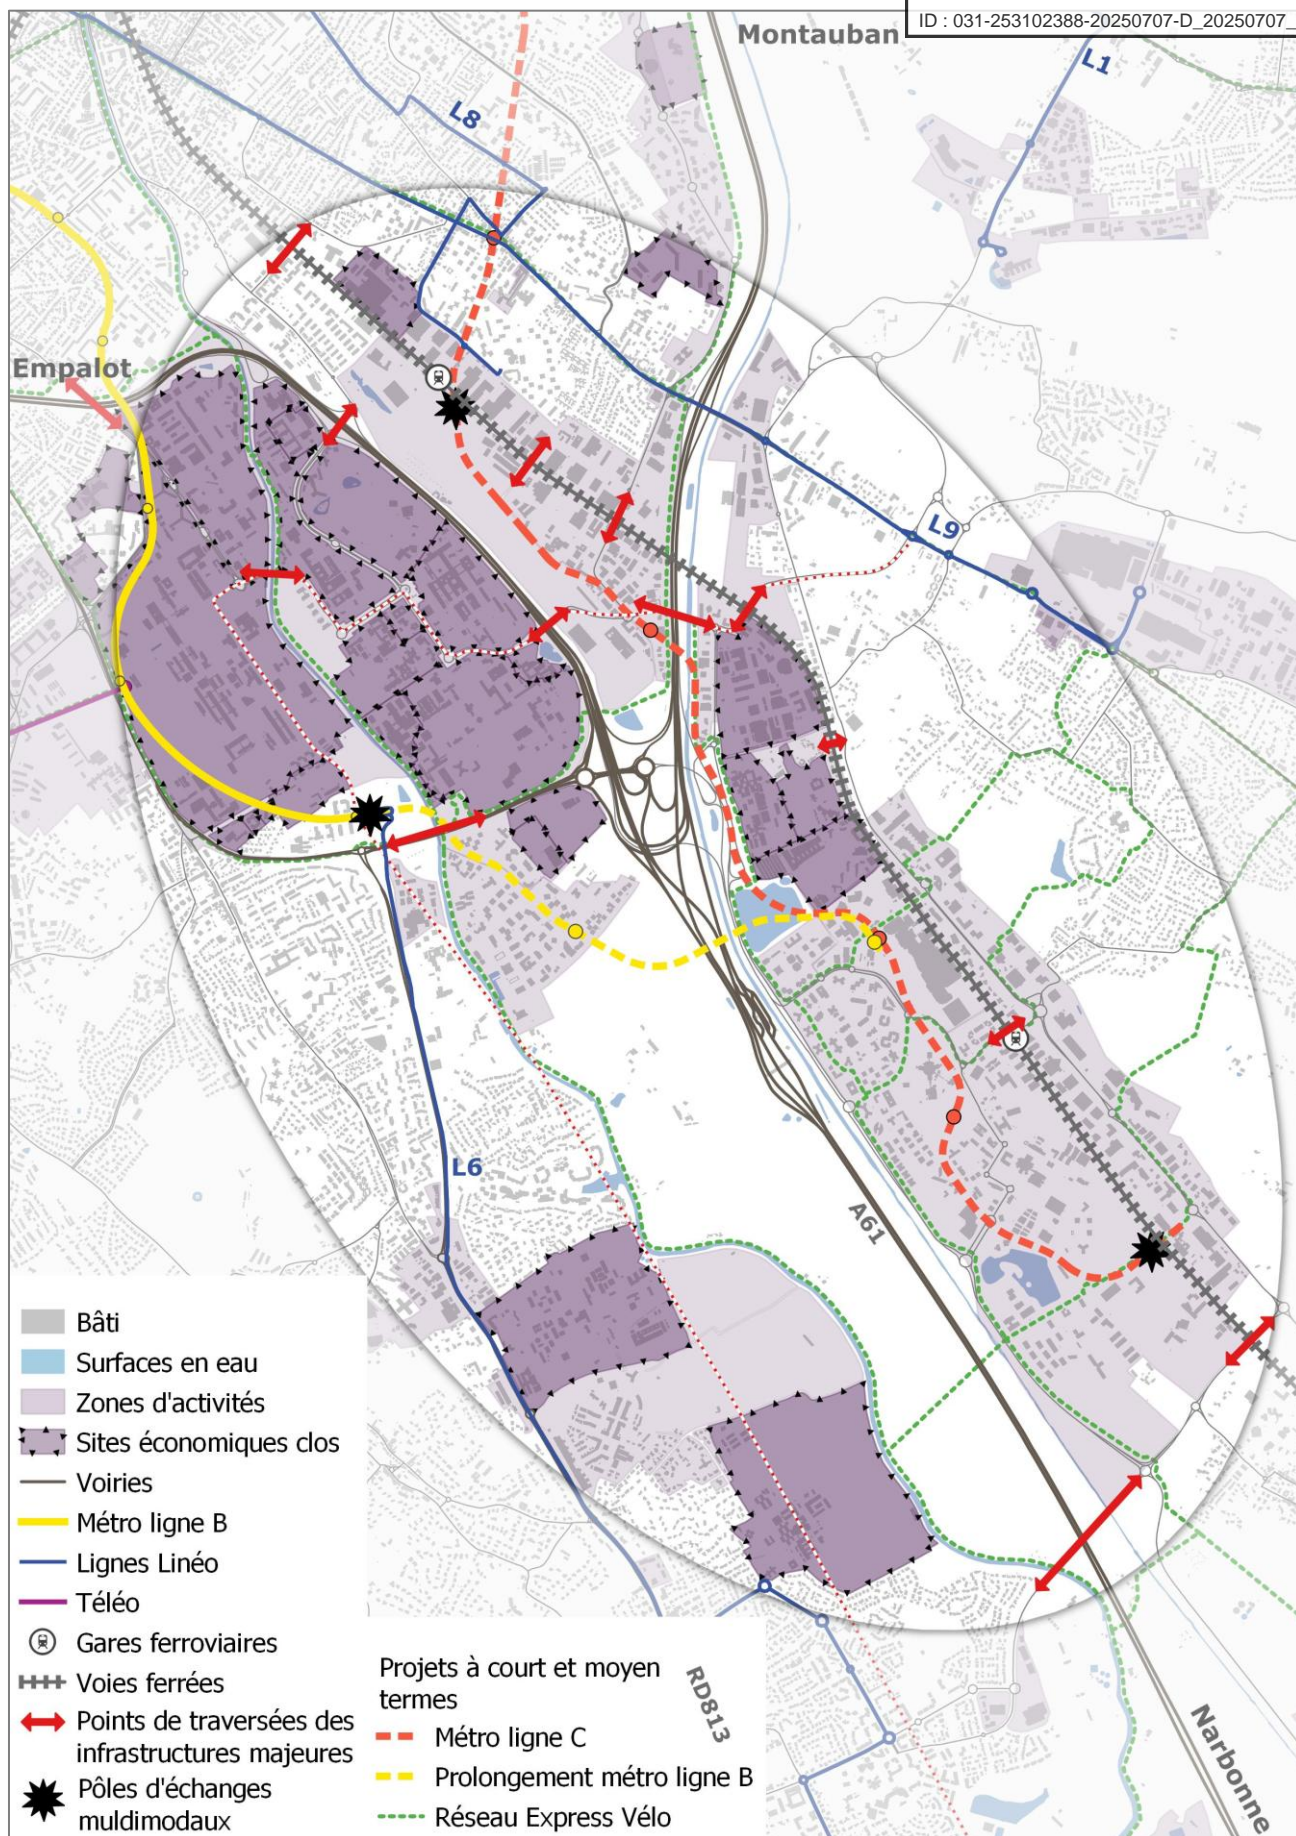 ID : 031-253102388-20250707-D_20250707_
Montauban
L1
L8
Empalot
L9
L6
A61
Bâti
Surfaces en eau
Zones d'activités
Sites économiques clos
Voiries
Métro ligne B
Lignes Linéo
Téléo
Gares ferroviaires
Voies ferrées
Points de traversées des
infrastructures majeures
Pôles d'échanges
muldimodaux
Projets à court et moyen
termes
Métro ligne C
Prolongement métro ligne B
Réseau Express Vélo
RD813
Narbonne